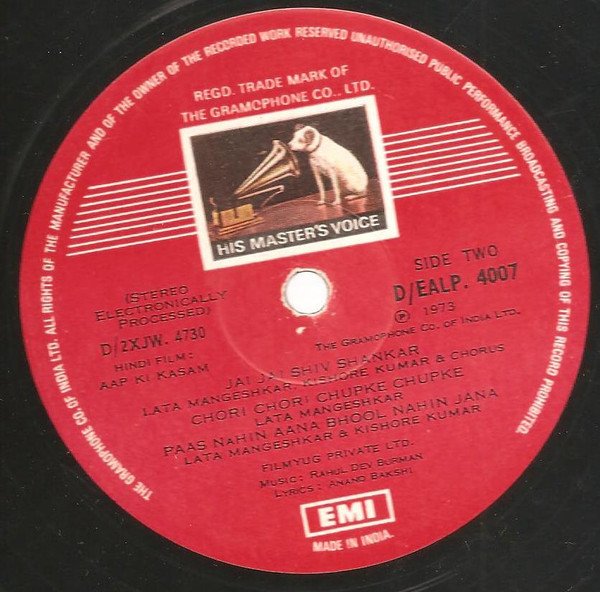 THE GRAMOPHONE CO. OF INDIA LTD. ALL RIGHTS OF THE MANUFACTURER AND OF THE OWNER OF THE RECORDED WORK RESERVED UNAUTHORISED PUBLIC PERFORMANCE BROADCASTING AND COPYING OF THIS RECORD PROHIBITED.
REGD. TRADE MARK OF
THE GRAMOPHONE CO., LTD.
HIS MASTER'S VOICE
(STEREO
ELECTRONICALLY
PROCESSED)
D/2XJW. 4730
HINDI FILM:
AAP KI KASAM
SIDE TWO
D/EALP. 4007
℗ 1973
THE GRAMOPHONE CO. OF INDIA LTD.
JAI JAI SHIV SHANKAR
LATA MANGESHKAR, KISHORE KUMAR & CHORUS
CHORI CHORI CHUPKE CHUPKE
LATA MANGESHKAR
PAAS NAHIN AANA BHOOL NAHIN JANA
LATA MANGESHKAR & KISHORE KUMAR
FILMYUG PRIVATE LTD.
MUSIC: RAHUL DEV BURMAN
LYRICS: ANAND BAKSHI
EMI
MADE IN INDIA.